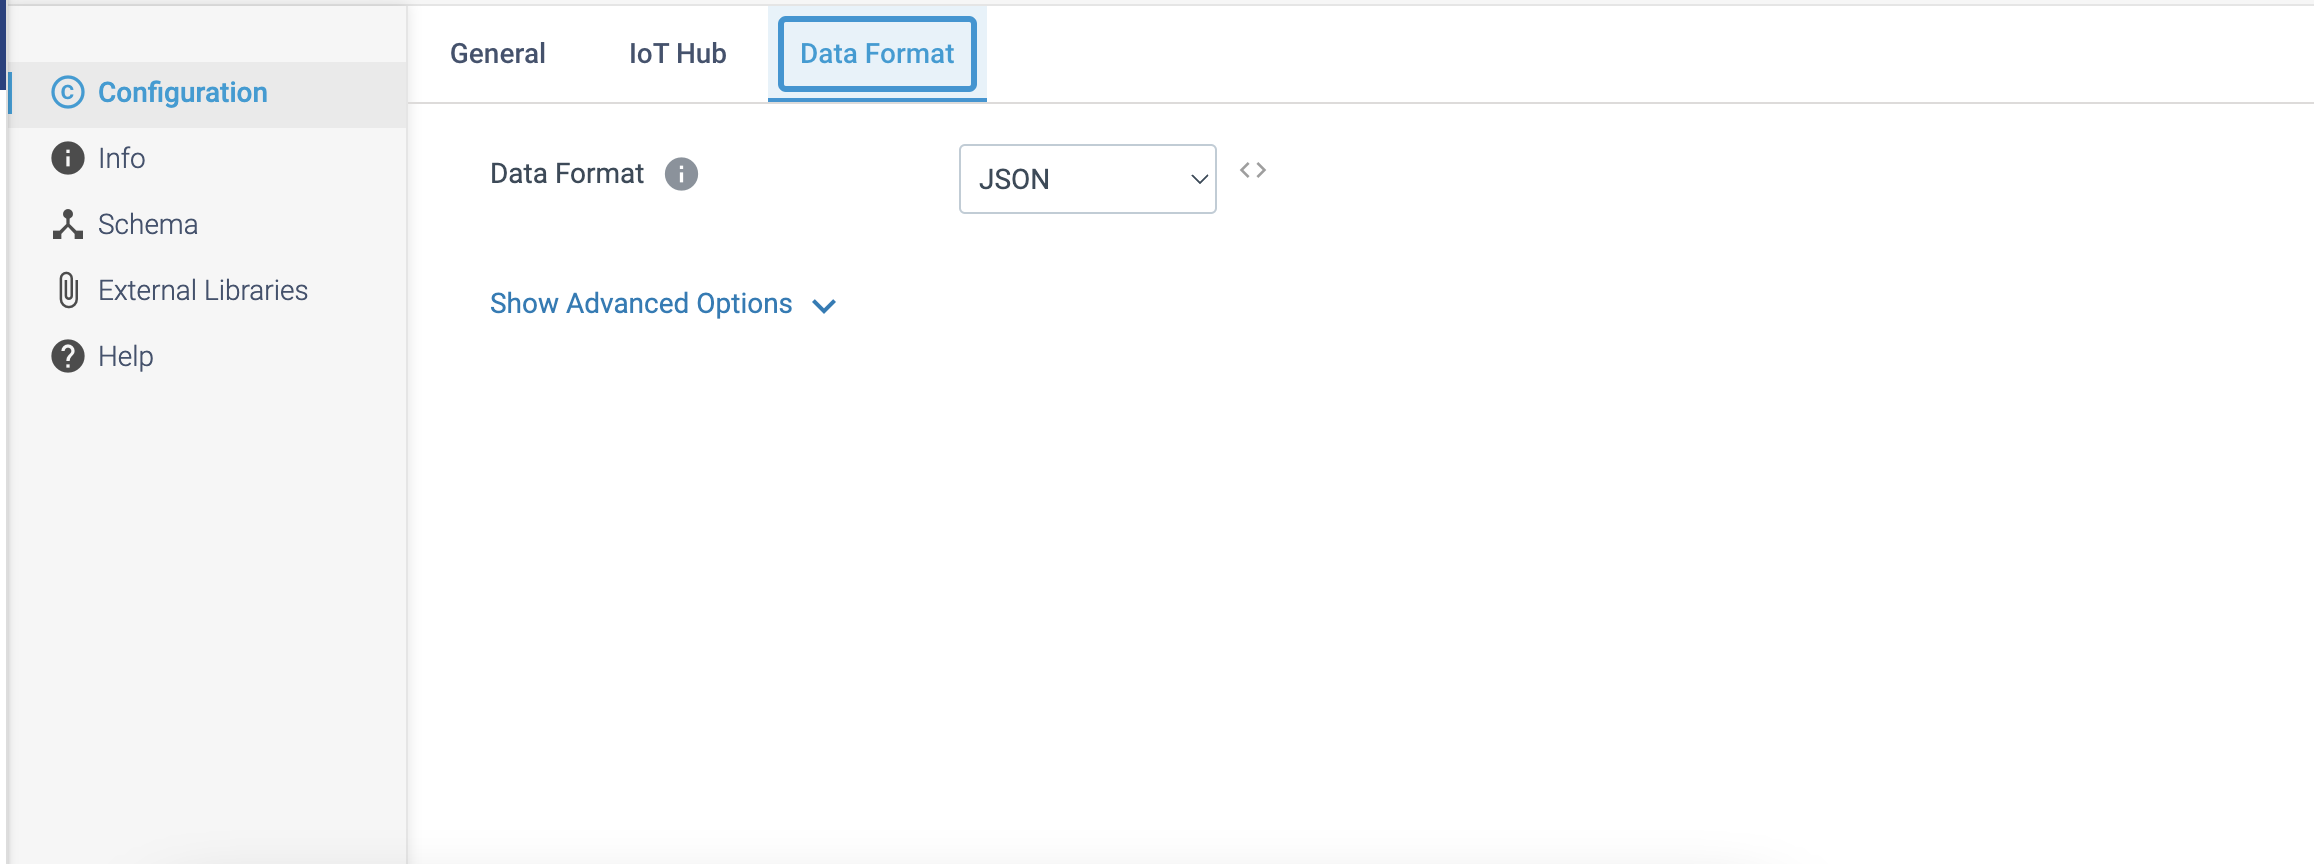 General
IoT Hub
Data Format
Configuration
Info
Schema
External Libraries
Help
Data Format
JSON
Show Advanced Options